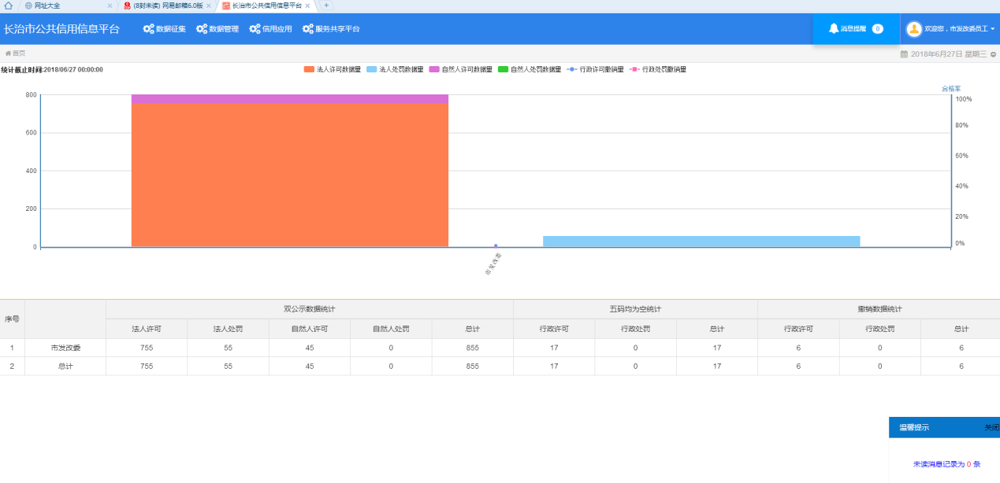 网址大全 × (8封未读) 网易邮箱6.0版 × 长治市公共信用信息平台 × +
长治市公共信用信息平台 数据征集 数据管理 信用应用 服务共享平台 消息提醒 0 欢迎您，市发改委员工
首页 2018年6月27日 星期三
统计截止时间:2018/06/27 00:00:00 法人许可数据量 法人处罚数据量 自然人许可数据量 自然人处罚数据量 行政许可撤销量 行政处罚撤销量
合格率
800 100%
80%
600
60%
400
40%
200
20%
0 0%
市发改委
序号 双公示数据统计 五码均为空统计 撤销数据统计
法人许可 法人处罚 自然人许可 自然人处罚 总计 行政许可 行政处罚 总计 行政许可 行政处罚 总计
1 市发改委 755 55 45 0 855 17 0 17 6 0 6
2 总计 755 55 45 0 855 17 0 17 6 0 6
温馨提示 关闭
未读消息记录为 0 条